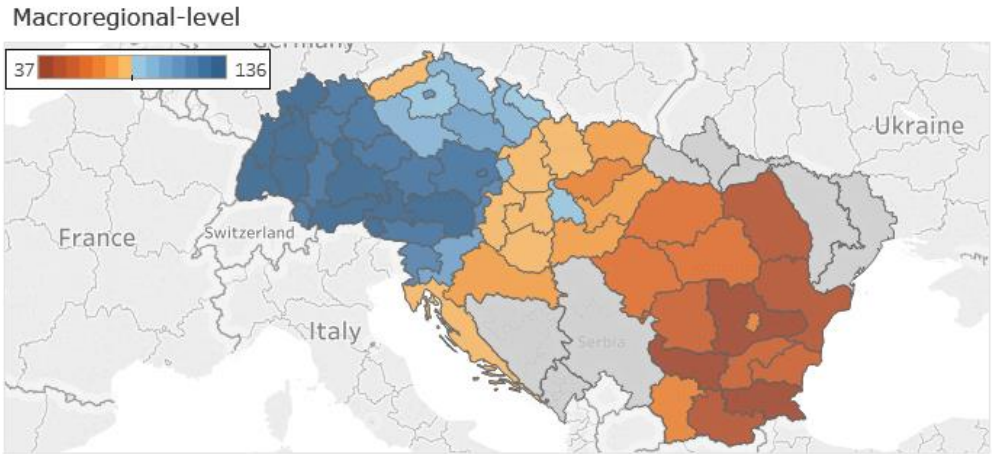 Macroregional-level
Germany
37 136
Ukraine
France
Switzerland
Italy
Serbia